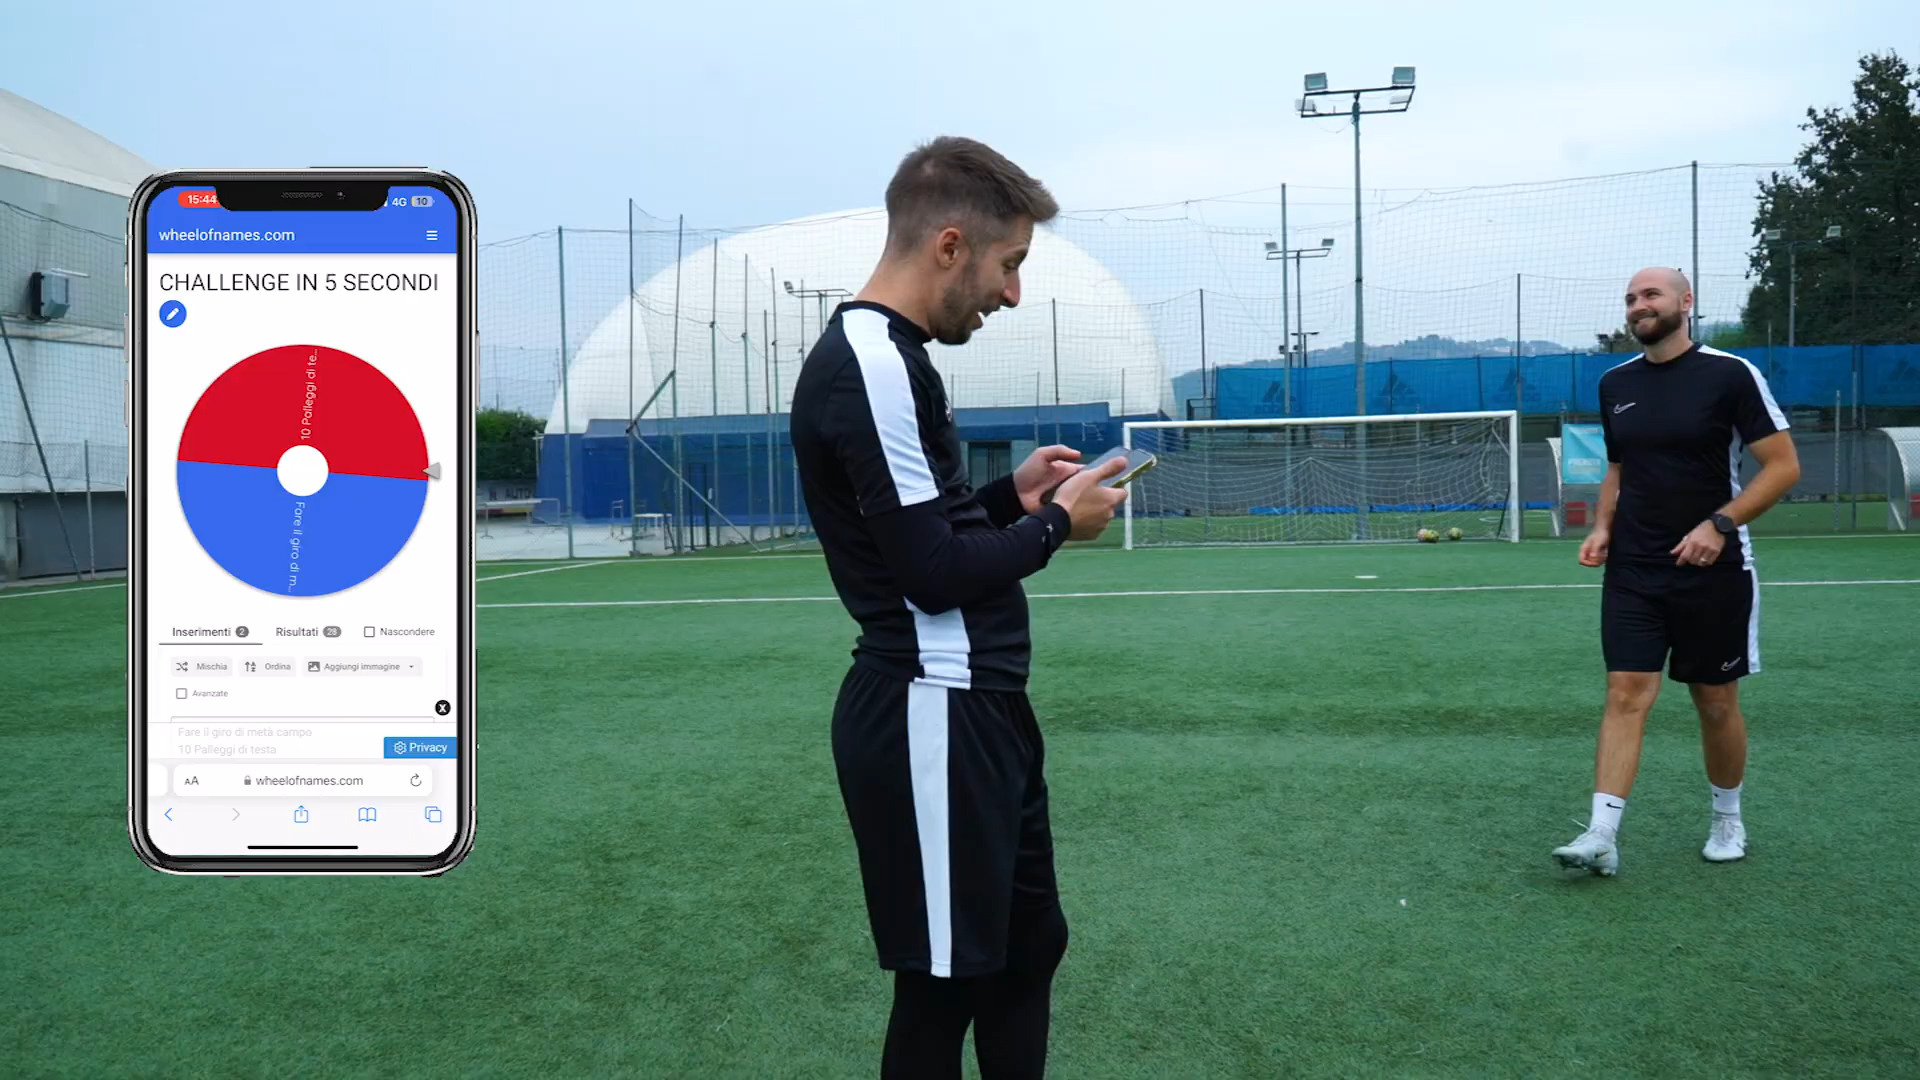 15:44
4G 10
wheelofnames.com
CHALLENGE IN 5 SECONDI
10 Palleggi di te...
Fare il giro di m...
Inserimenti 2
Risultati 28
Nascondere
Mischia
Ordina
Aggiungi immagine
Avanzate
X
Fare il giro di metà campo
10 Palleggi di testa
Privacy
AA
wheelofnames.com